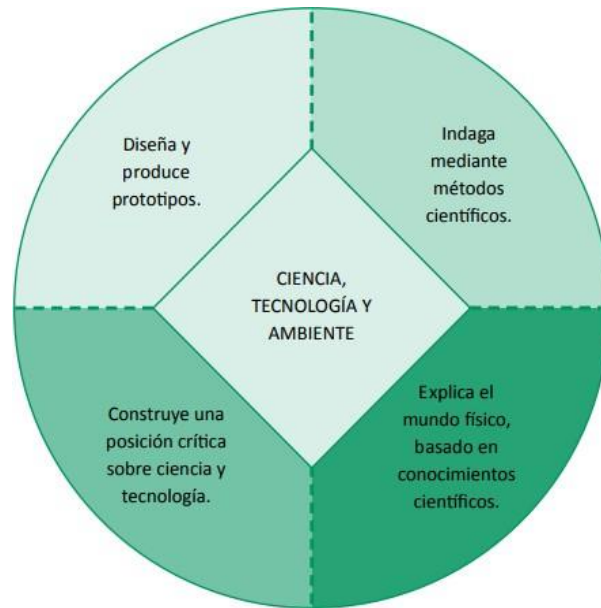 Diseña y
produce
prototipos.
Indaga
mediante
métodos
científicos.
CIENCIA,
TECNOLOGÍA Y
AMBIENTE
Construye una
posición crítica
sobre ciencia y
tecnología.
Explica el
mundo físico,
basado en
conocimientos
científicos.